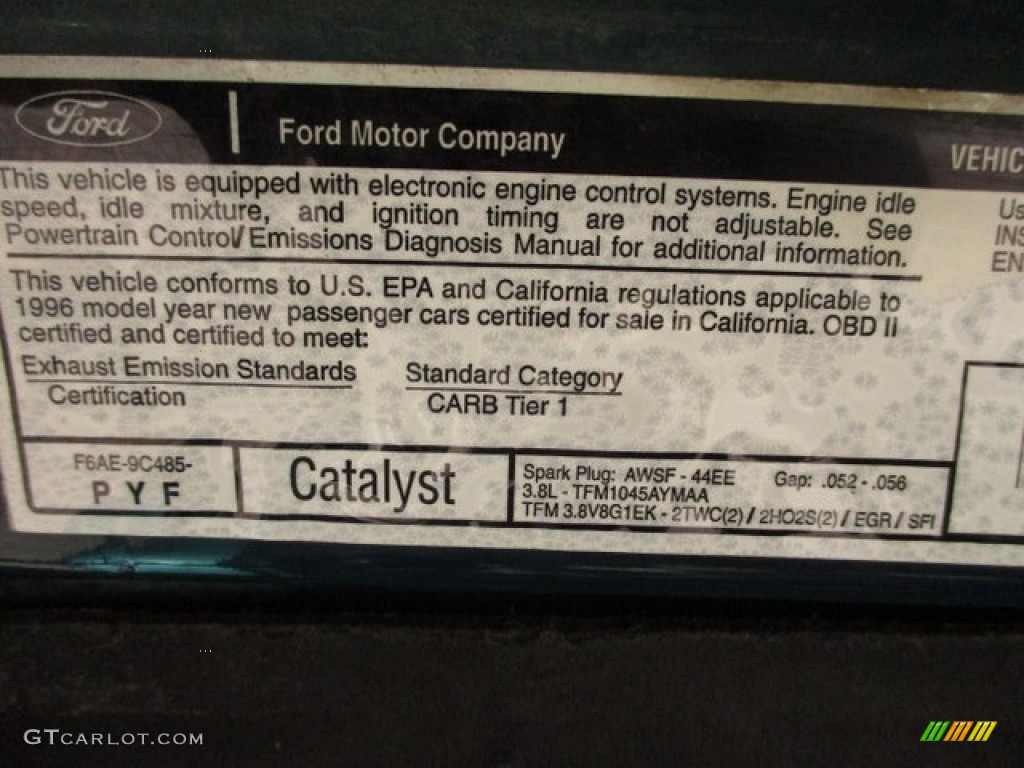 Ford
Ford Motor Company
VEHIC
This vehicle is equipped with electronic engine control systems. Engine idle
speed, idle mixture, and ignition timing are not adjustable. See
Powertrain Control/Emissions Diagnosis Manual for additional information.
Us
INS
EN
This vehicle conforms to U.S. EPA and California regulations applicable to
1996 model year new passenger cars certified for sale in California. OBD II
certified and certified to meet:
Exhaust Emission Standards
Standard Category
Certification
CARB Tier 1
F6AE-9C485-
P Y F
Catalyst
Spark Plug: AWSF - 44EE Gap: .052 - .056
3.8L - TFM1045AYMAA
TFM 3.8V8G1EK - 2TWC(2) / 2HO2S(2) / EGR / SFI
GTCARLOT.COM